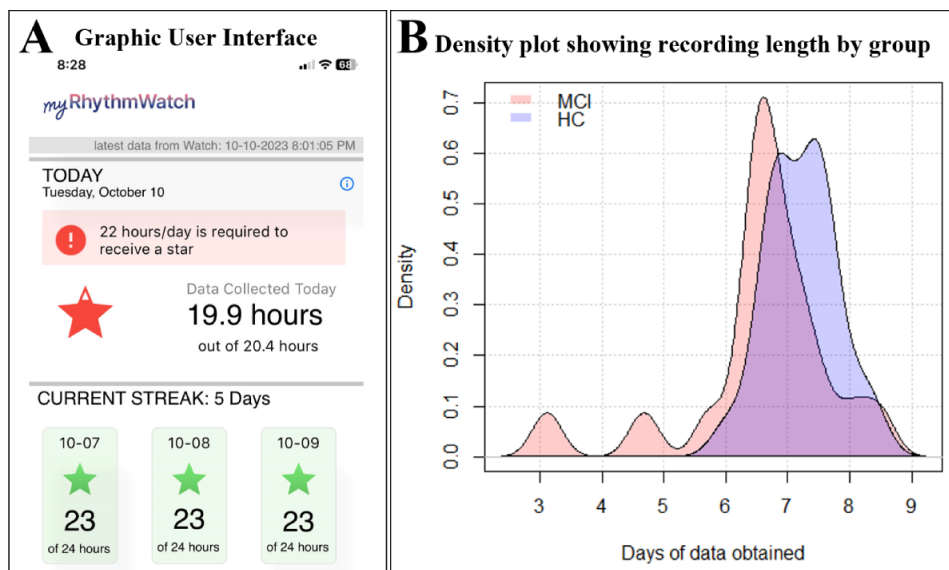 A Graphic User Interface
8:28
68
myRhythmWatch
latest data from Watch: 10-10-2023 8:01:05 PM
TODAY
Tuesday, October 10
22 hours/day is required to
receive a star
Data Collected Today
19.9 hours
out of 20.4 hours
CURRENT STREAK: 5 Days
10-07
23
of 24 hours
10-08
23
of 24 hours
10-09
23
of 24 hours
B Density plot showing recording length by group
MCI
HC
Density
0.7
0.6
0.5
0.4
0.3
0.2
0.1
0.0
3 4 5 6 7 8 9
Days of data obtained